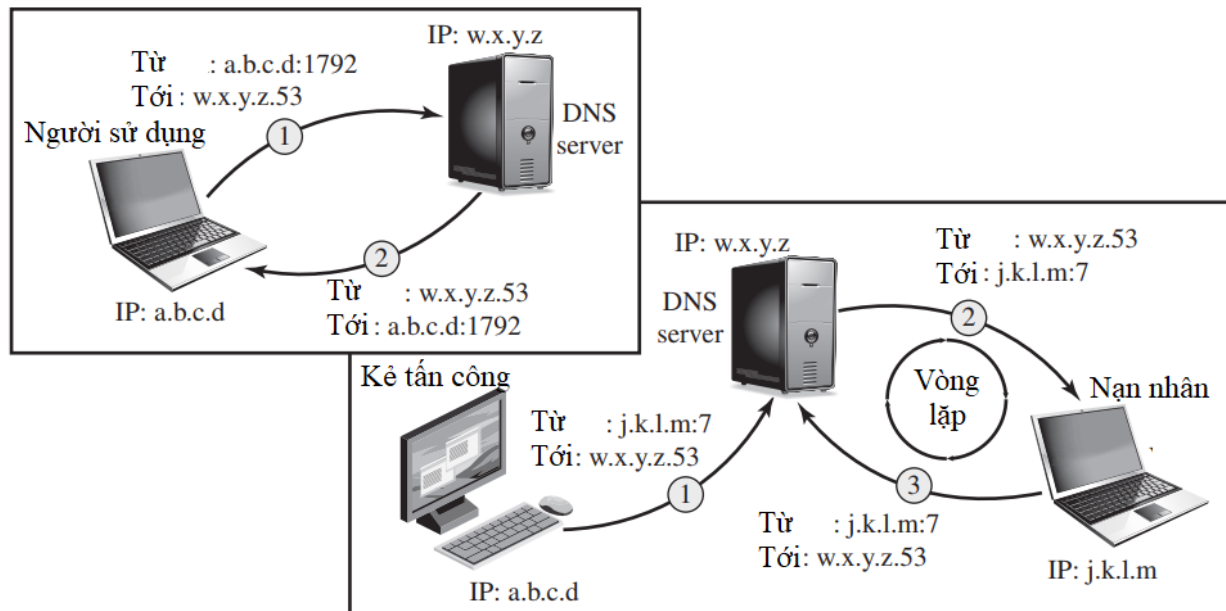 IP: w.x.y.z
Từ : a.b.c.d:1792
Tới : w.x.y.z.53
Người sử dụng
1
DNS
server
2
IP: a.b.c.d
Từ : w.x.y.z.53
Tới : a.b.c.d:1792
IP: w.x.y.z
Từ : w.x.y.z.53
Tới : j.k.l.m:7
DNS
server
2
Kẻ tấn công
Vòng
lặp
Nạn nhân
Từ : j.k.l.m:7
Tới: w.x.y.z.53
1
3
Từ : j.k.l.m:7
Tới: w.x.y.z.53
IP: a.b.c.d
IP: j.k.l.m